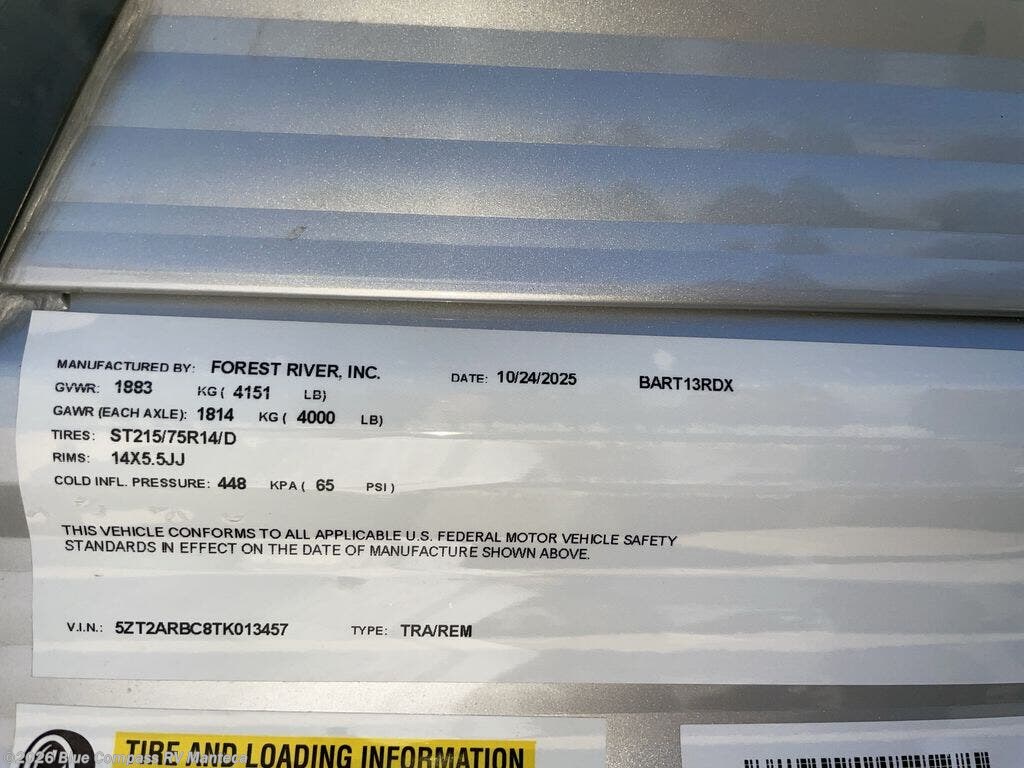 MANUFACTURED BY: FOREST RIVER, INC. DATE: 10/24/2025 BART13RDX
GVWR: 1883 KG ( 4151 LB)
GAWR (EACH AXLE): 1814 KG ( 4000 LB)
TIRES: ST215/75R14/D
RIMS: 14X5.5JJ
COLD INFL. PRESSURE: 448 KPA ( 65 PSI )
THIS VEHICLE CONFORMS TO ALL APPLICABLE U.S. FEDERAL MOTOR VEHICLE SAFETY
STANDARDS IN EFFECT ON THE DATE OF MANUFACTURE SHOWN ABOVE.
V.I.N.: 5ZT2ARBC8TK013457 TYPE: TRA/REM
TIRE AND LOADING INFORMATION
©2026 Blue Compass RV Manteca